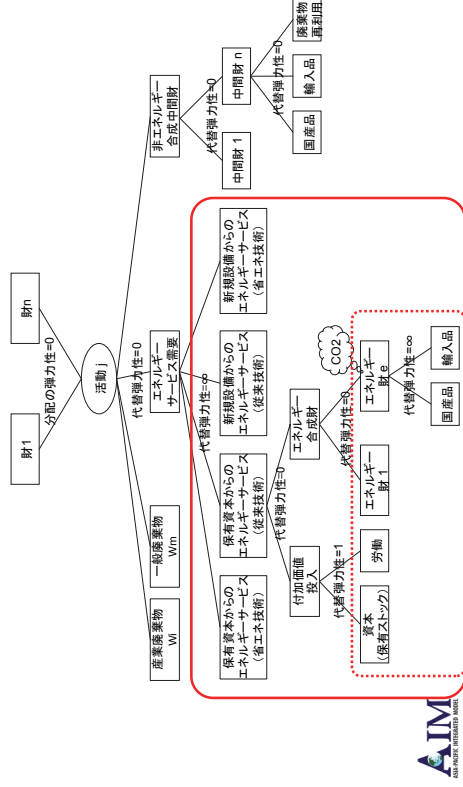 財1
財n
分配の弾力性=0
活動 j
代替弾力性=0
産業廃棄物
Wi
一般廃棄物
Wm
エネルギー
サービス需要
非エネルギー
合成中間財
代替弾力性=∞
代替弾力性=0
保有資本からの
エネルギーサービス
(省エネ技術)
保有資本からの
エネルギーサービス
(従来技術)
新規設備からの
エネルギーサービス
(従来技術)
新規設備からの
エネルギーサービス
(省エネ技術)
中間財 1
中間財 n
代替弾力性=0
代替弾力性=0
付加価値
投入
エネルギー
合成財
国産品
輸入品
廃棄物
再利用
CO2
代替弾力性=1
代替弾力性=0
資本
(保有ストック)
労働
エネルギー
財 1
エネルギー
財 e
代替弾力性=∞
国産品
輸入品
AIM
ASIA-PACIFIC INTEGRATED MODEL